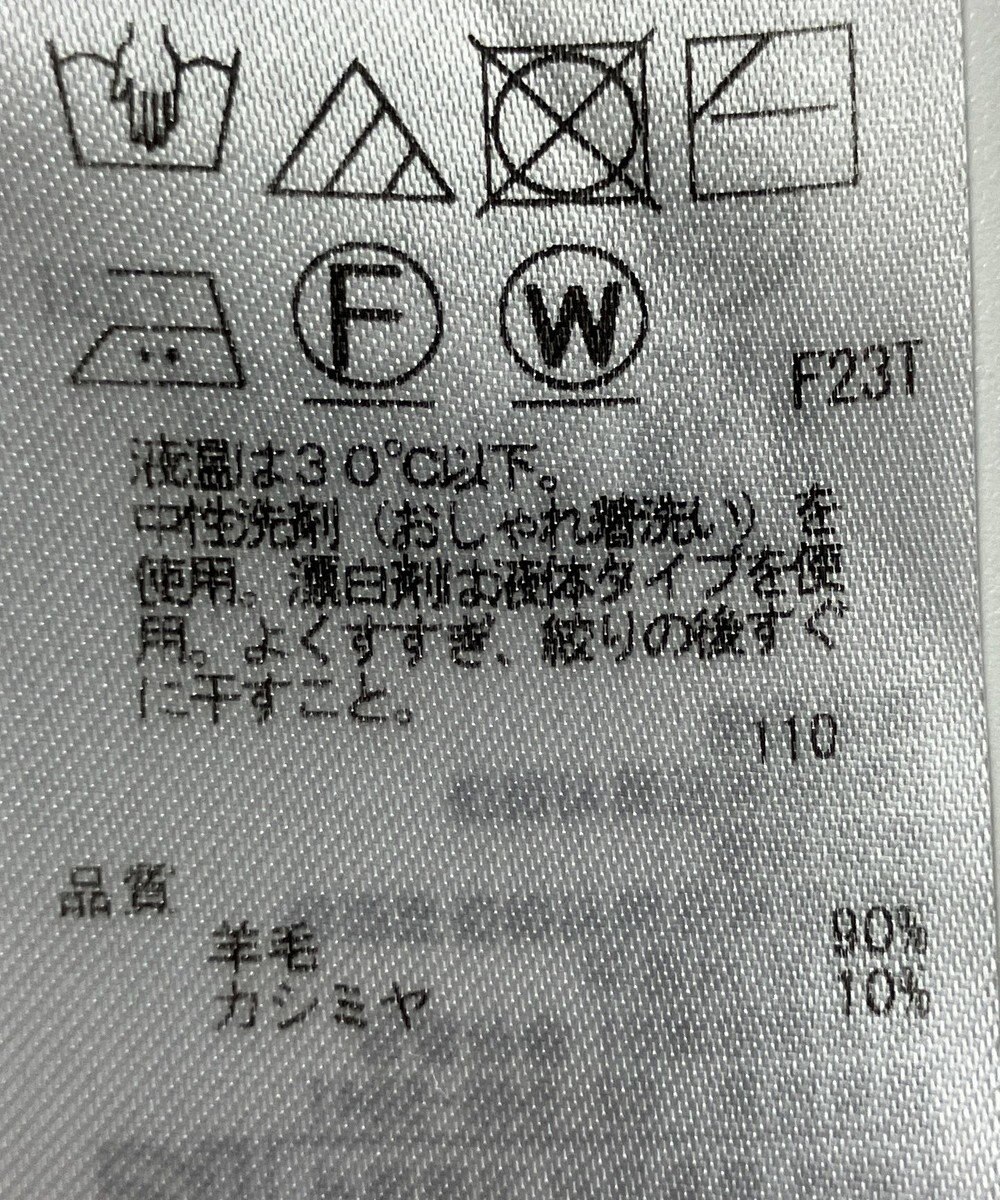 F W
F23T
液温は30℃以下。
中性洗剤（おしゃれ着洗い）を
使用。漂白剤は液体タイプを使
用。よくすすぎ、絞りの後すぐ
に干すこと。
110
品質
羊毛 90%
カシミヤ 10%